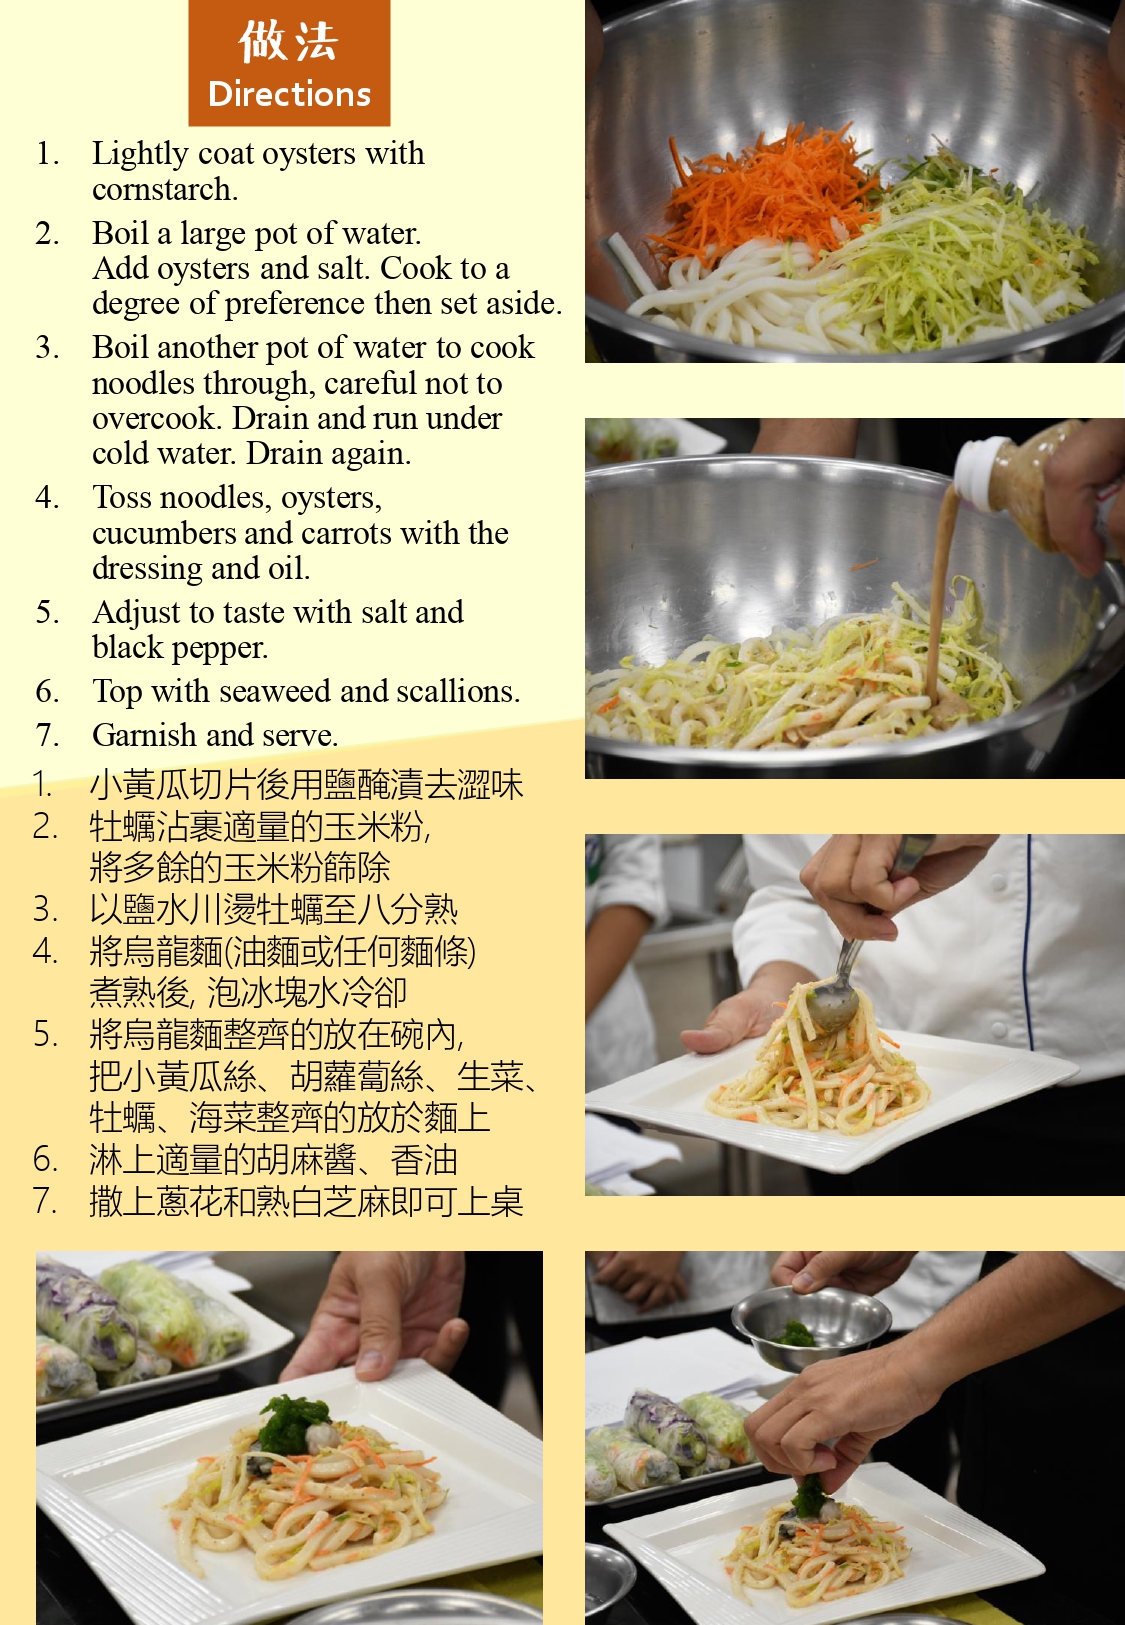 做法
Directions
1. Lightly coat oysters with
cornstarch.
2. Boil a large pot of water.
Add oysters and salt. Cook to a
degree of preference then set aside.
3. Boil another pot of water to cook
noodles through, careful not to
overcook. Drain and run under
cold water. Drain again.
4. Toss noodles, oysters,
cucumbers and carrots with the
dressing and oil.
5. Adjust to taste with salt and
black pepper.
6. Top with seaweed and scallions.
7. Garnish and serve.
1. 小黃瓜切片後用鹽醃漬去澀味
2. 牡蠣沾裹適量的玉米粉,
將多餘的玉米粉篩除
3. 以鹽水川燙牡蠣至八分熟
4. 將烏龍麵(油麵或任何麵條)
煮熟後, 泡冰塊水冷卻
5. 將烏龍麵整齊的放在碗內,
把小黃瓜絲、胡蘿蔔絲、生菜、
牡蠣、海菜整齊的放於麵上
6. 淋上適量的胡麻醬、香油
7. 撒上蔥花和熟白芝麻即可上桌